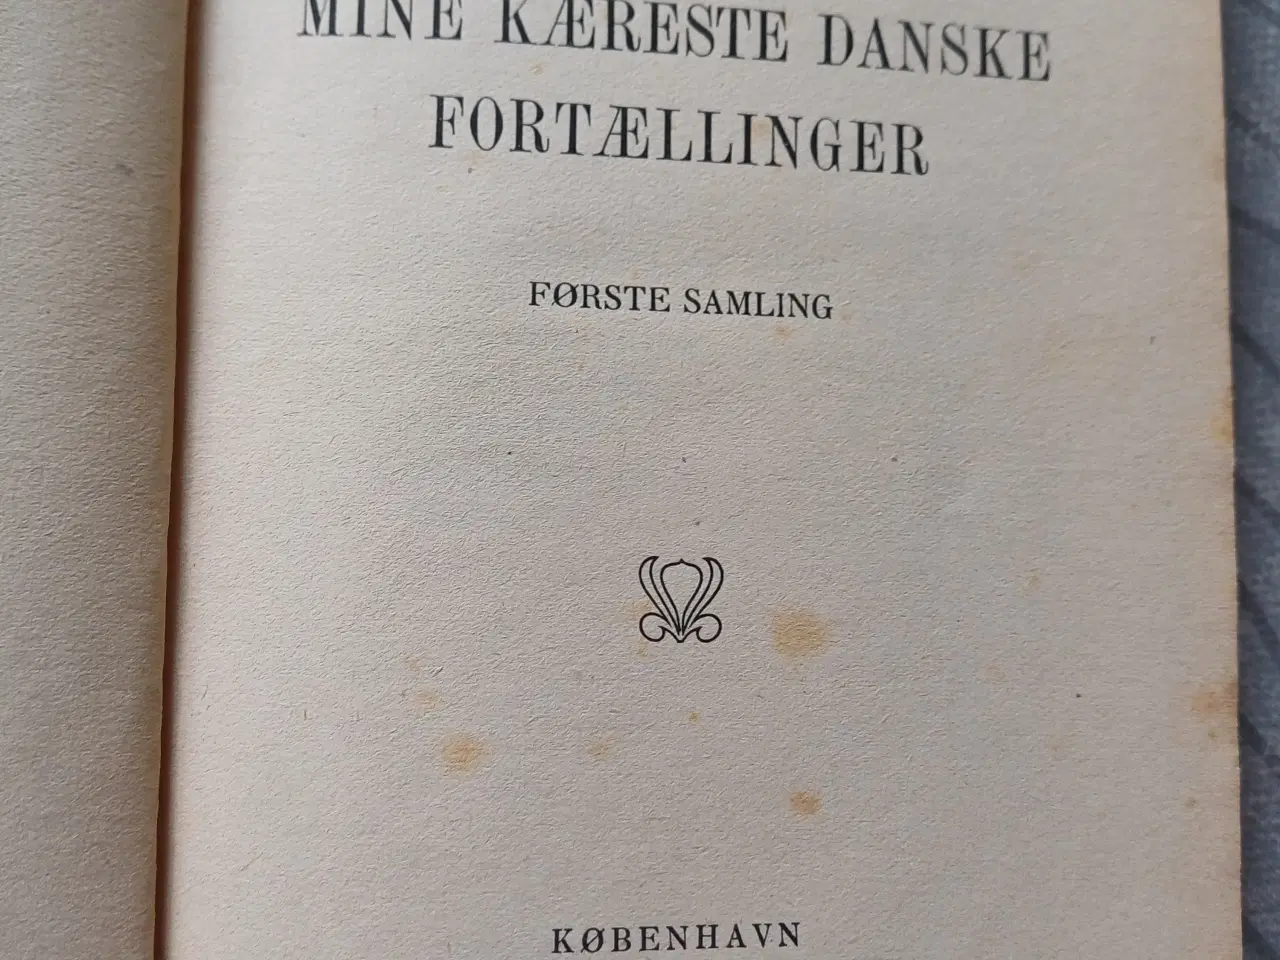 MINE KÆRESTE DANSKE
FORTÆLLINGER
FØRSTE SAMLING
KØBENHAVN